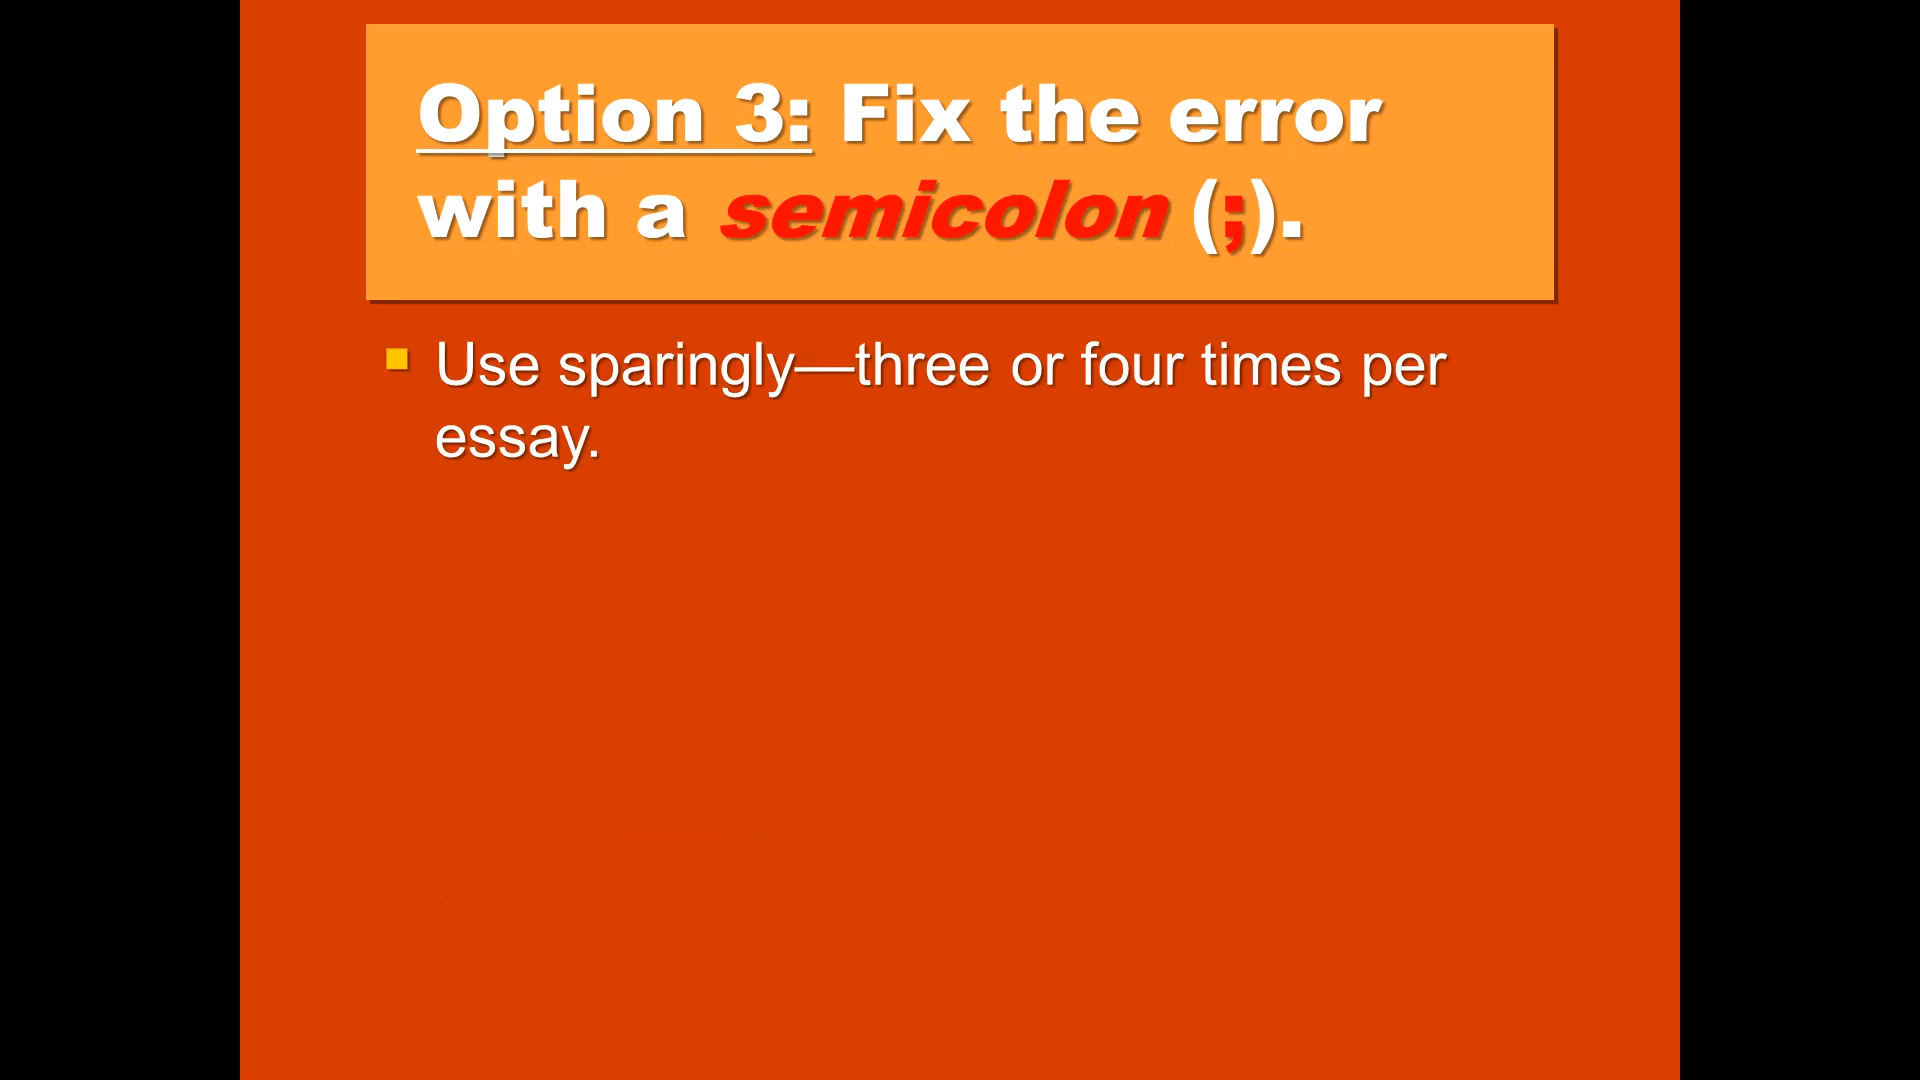 Option 3: Fix the error
with a semicolon (;).
Use sparingly—three or four times per
essay.